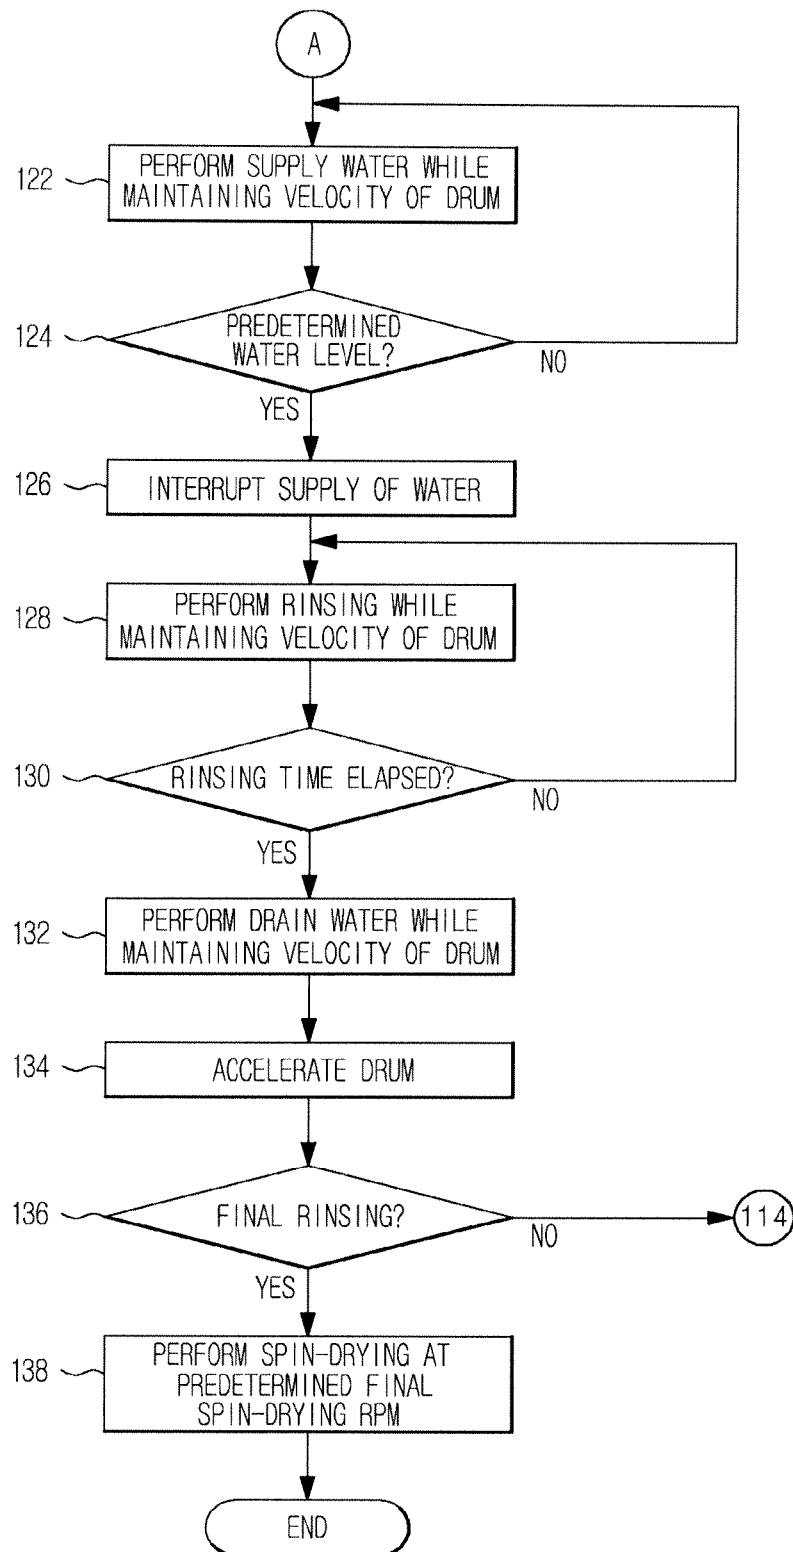 A
122
PERFORM SUPPLY WATER WHILE
MAINTAINING VELOCITY OF DRUM
124
PREDETERMINED
WATER LEVEL?
NO
YES
126
INTERRUPT SUPPLY OF WATER
128
PERFORM RINSING WHILE
MAINTAINING VELOCITY OF DRUM
130
RINSING TIME ELAPSED?
NO
YES
132
PERFORM DRAIN WATER WHILE
MAINTAINING VELOCITY OF DRUM
134
ACCELERATE DRUM
136
FINAL RINSING?
NO
114
YES
138
PERFORM SPIN-DRYING AT
PREDETERMINED FINAL
SPIN-DRYING RPM
END